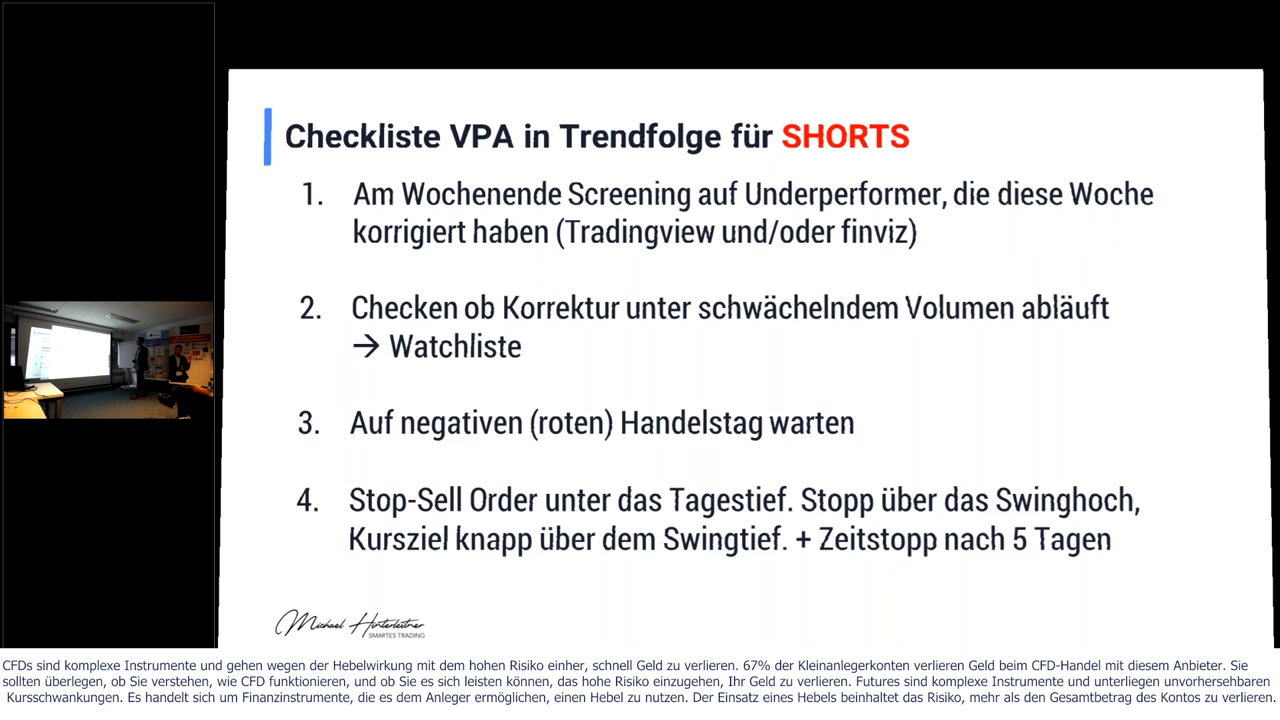 Checkliste VPA in Trendfolge für SHORTS
1. Am Wochenende Screening auf Underperformer, die diese Woche
korrigiert haben (Tradingview und/oder finviz)
2. Checken ob Korrektur unter schwächelndem Volumen abläuft
→ Watchliste
3. Auf negativen (roten) Handelstag warten
4. Stop-Sell Order unter das Tagestief. Stopp über das Swinghoch,
Kursziel knapp über dem Swingtief. + Zeitstopp nach 5 Tagen
Michael Hinterleitner
SMARTES TRADING
CFDs sind komplexe Instrumente und gehen wegen der Hebelwirkung mit dem hohen Risiko einher, schnell Geld zu verlieren. 67% der Kleinanlegerkonten verlieren Geld beim CFD-Handel mit diesem Anbieter. Sie
sollten überlegen, ob Sie verstehen, wie CFD funktionieren, und ob Sie es sich leisten können, das hohe Risiko einzugehen, Ihr Geld zu verlieren. Futures sind komplexe Instrumente und unterliegen unvorhersehbaren
Kursschwankungen. Es handelt sich um Finanzinstrumente, die es dem Anleger ermöglichen, einen Hebel zu nutzen. Der Einsatz eines Hebels beinhaltet das Risiko, mehr als den Gesamtbetrag des Kontos zu verlieren.